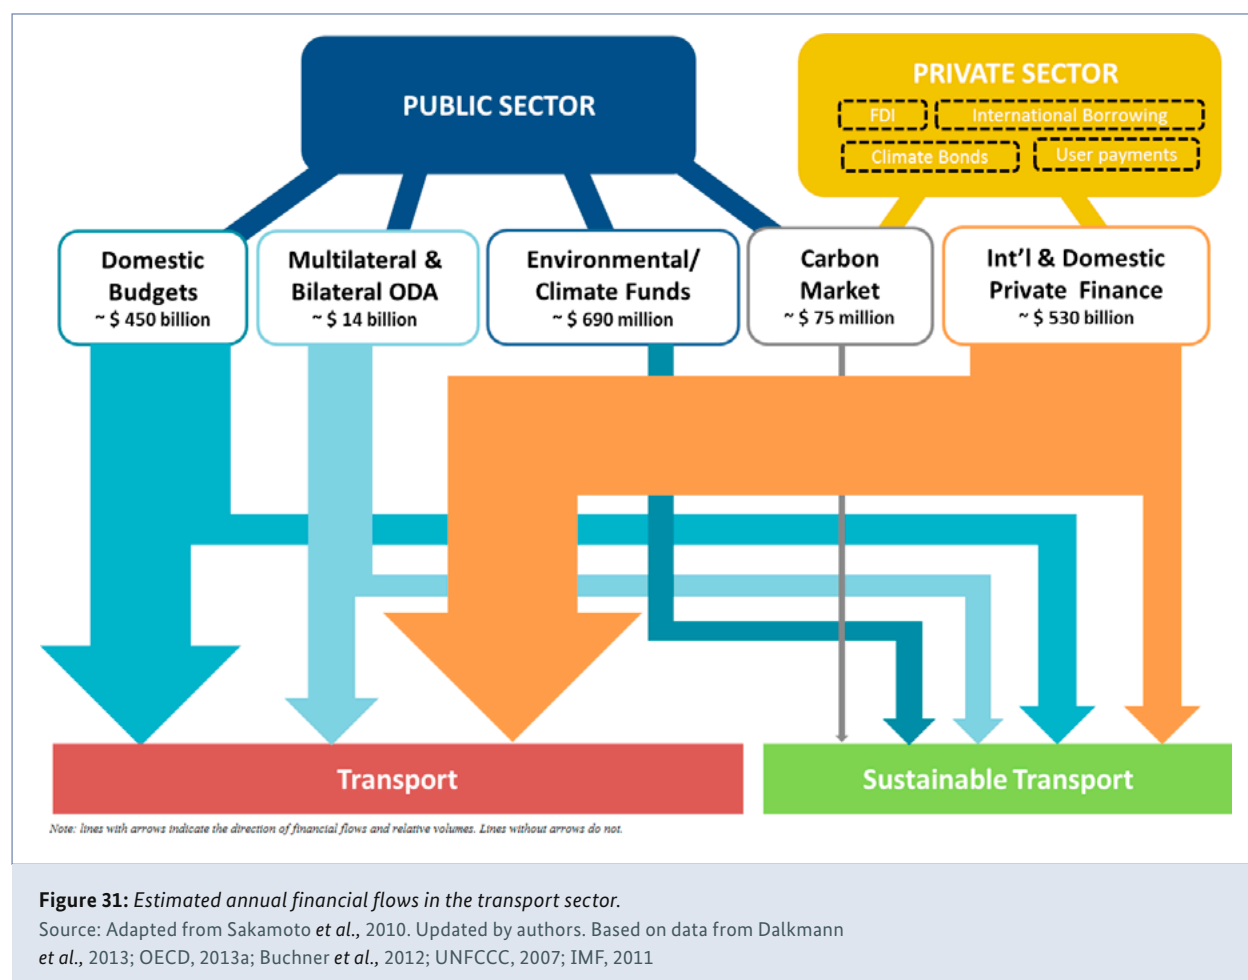 PUBLIC SECTOR
PRIVATE SECTOR
FDI
International Borrowing
Climate Bonds
User payments
Domestic
Budgets
~ $ 450 billion
Multilateral &
Bilateral ODA
~ $ 14 billion
Environmental/
Climate Funds
~ $ 690 million
Carbon
Market
~ $ 75 million
Int'l & Domestic
Private Finance
~ $ 530 billion
Transport
Sustainable Transport
Note: lines with arrows indicate the direction of financial flows and relative volumes. Lines without arrows do not.
Figure 31: Estimated annual financial flows in the transport sector.
Source: Adapted from Sakamoto et al., 2010. Updated by authors. Based on data from Dalkmann
et al., 2013; OECD, 2013a; Buchner et al., 2012; UNFCCC, 2007; IMF, 2011